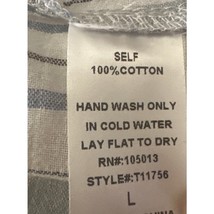 SELF
100%COTTON
HAND WASH ONLY
IN COLD WATER
LAY FLAT TO DRY
RN#:105013
STYLE#:T11756
L